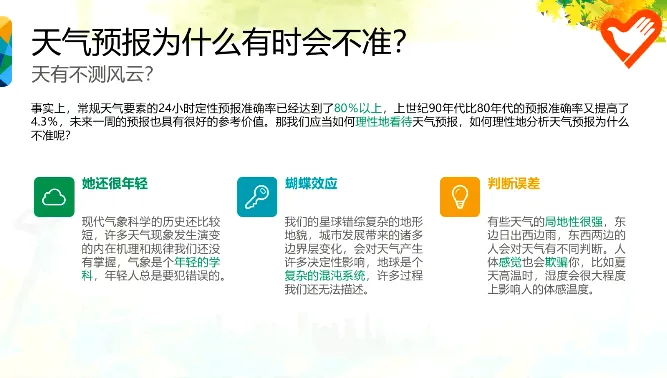 天气预报为什么有时会不准？
天有不测风云？
事实上，常规天气要素的24小时定性预报准确率已经达到了80%以上，上世纪90年代比80年代的预报准确率又提高了
4.3%，未来一周的预报也具有很好的参考价值。那我们应当如何理性地看待天气预报，如何理性地分析天气预报为什么
不准呢？
她还很年轻
现代气象科学的历史还比较
短，许多天气现象发生演变
的内在机理和规律我们还没
有掌握，气象是个年轻的学
科，年轻人总是要犯错误的。
蝴蝶效应
我们的星球错综复杂的地形
地貌，城市发展带来的诸多
边界层变化，会对天气产生
许多决定性影响，地球是个
复杂的混沌系统，许多过程
我们还无法描述。
判断误差
有些天气的局地性很强，东
边日出西边雨，东西两边的
人会对天气有不同判断。人
体感觉也会欺骗你，比如夏
天高温时，湿度会很大程度
上影响人的体感温度。